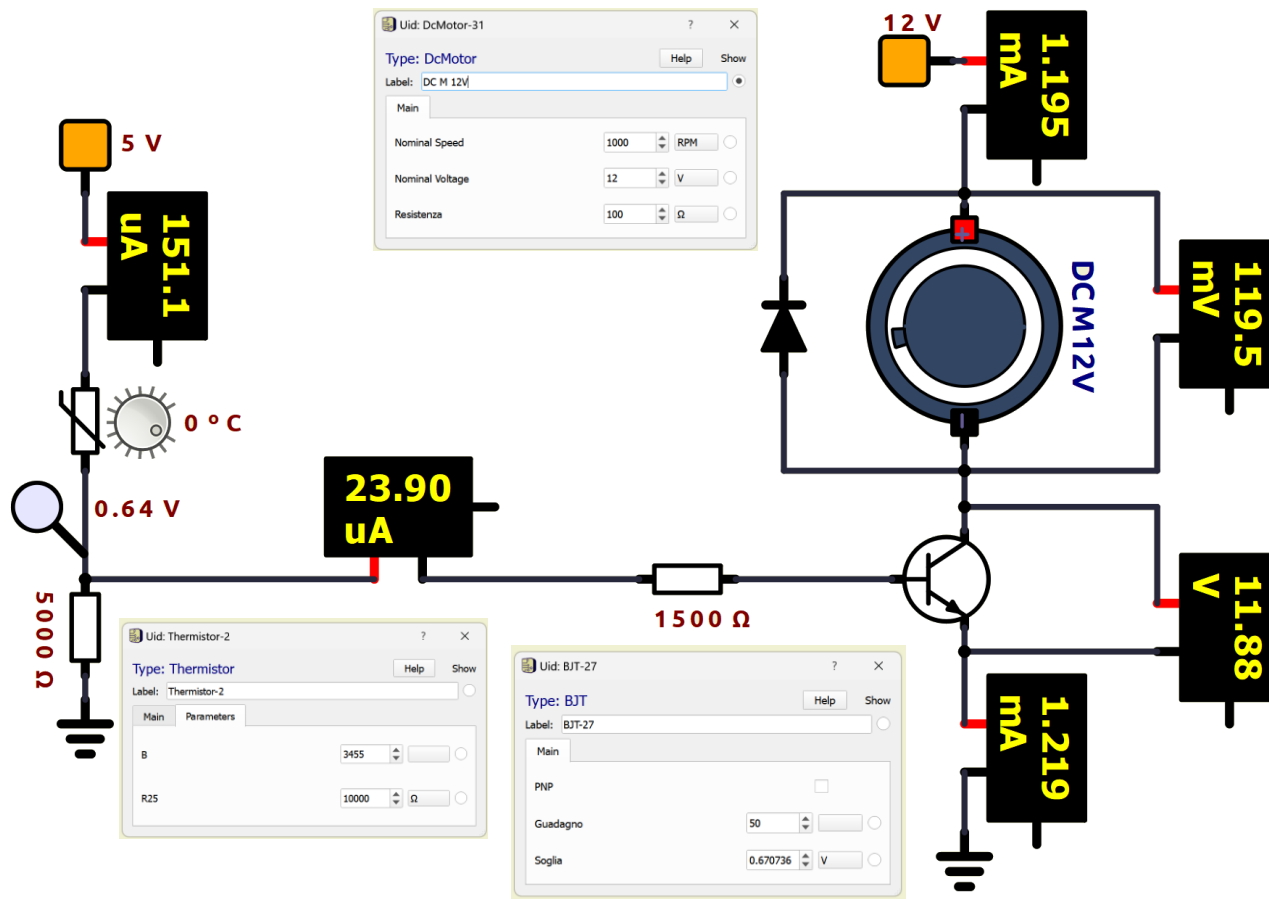 Uid: DcMotor-31
?
Type: DcMotor
Help
Show
Label:
DC M 12V
Main
Nominal Speed
1000
RPM
Nominal Voltage
12
V
Resistenza
100
Ω
12 V
1.195
mA
5 V
151.1
uA
DCM12V
119.5
mV
0 º C
0.64 V
23.90
uA
1500 Ω
5000 Ω
11.88
V
1.219
mA
Uid: Thermistor-2
?
Type: Thermistor
Help
Show
Label:
Thermistor-2
Main
Parameters
B
3455
R25
10000
Ω
Uid: BJT-27
?
Type: BJT
Help
Show
Label:
BJT-27
Main
PNP
Guadagno
50
Soglia
0.670736
V